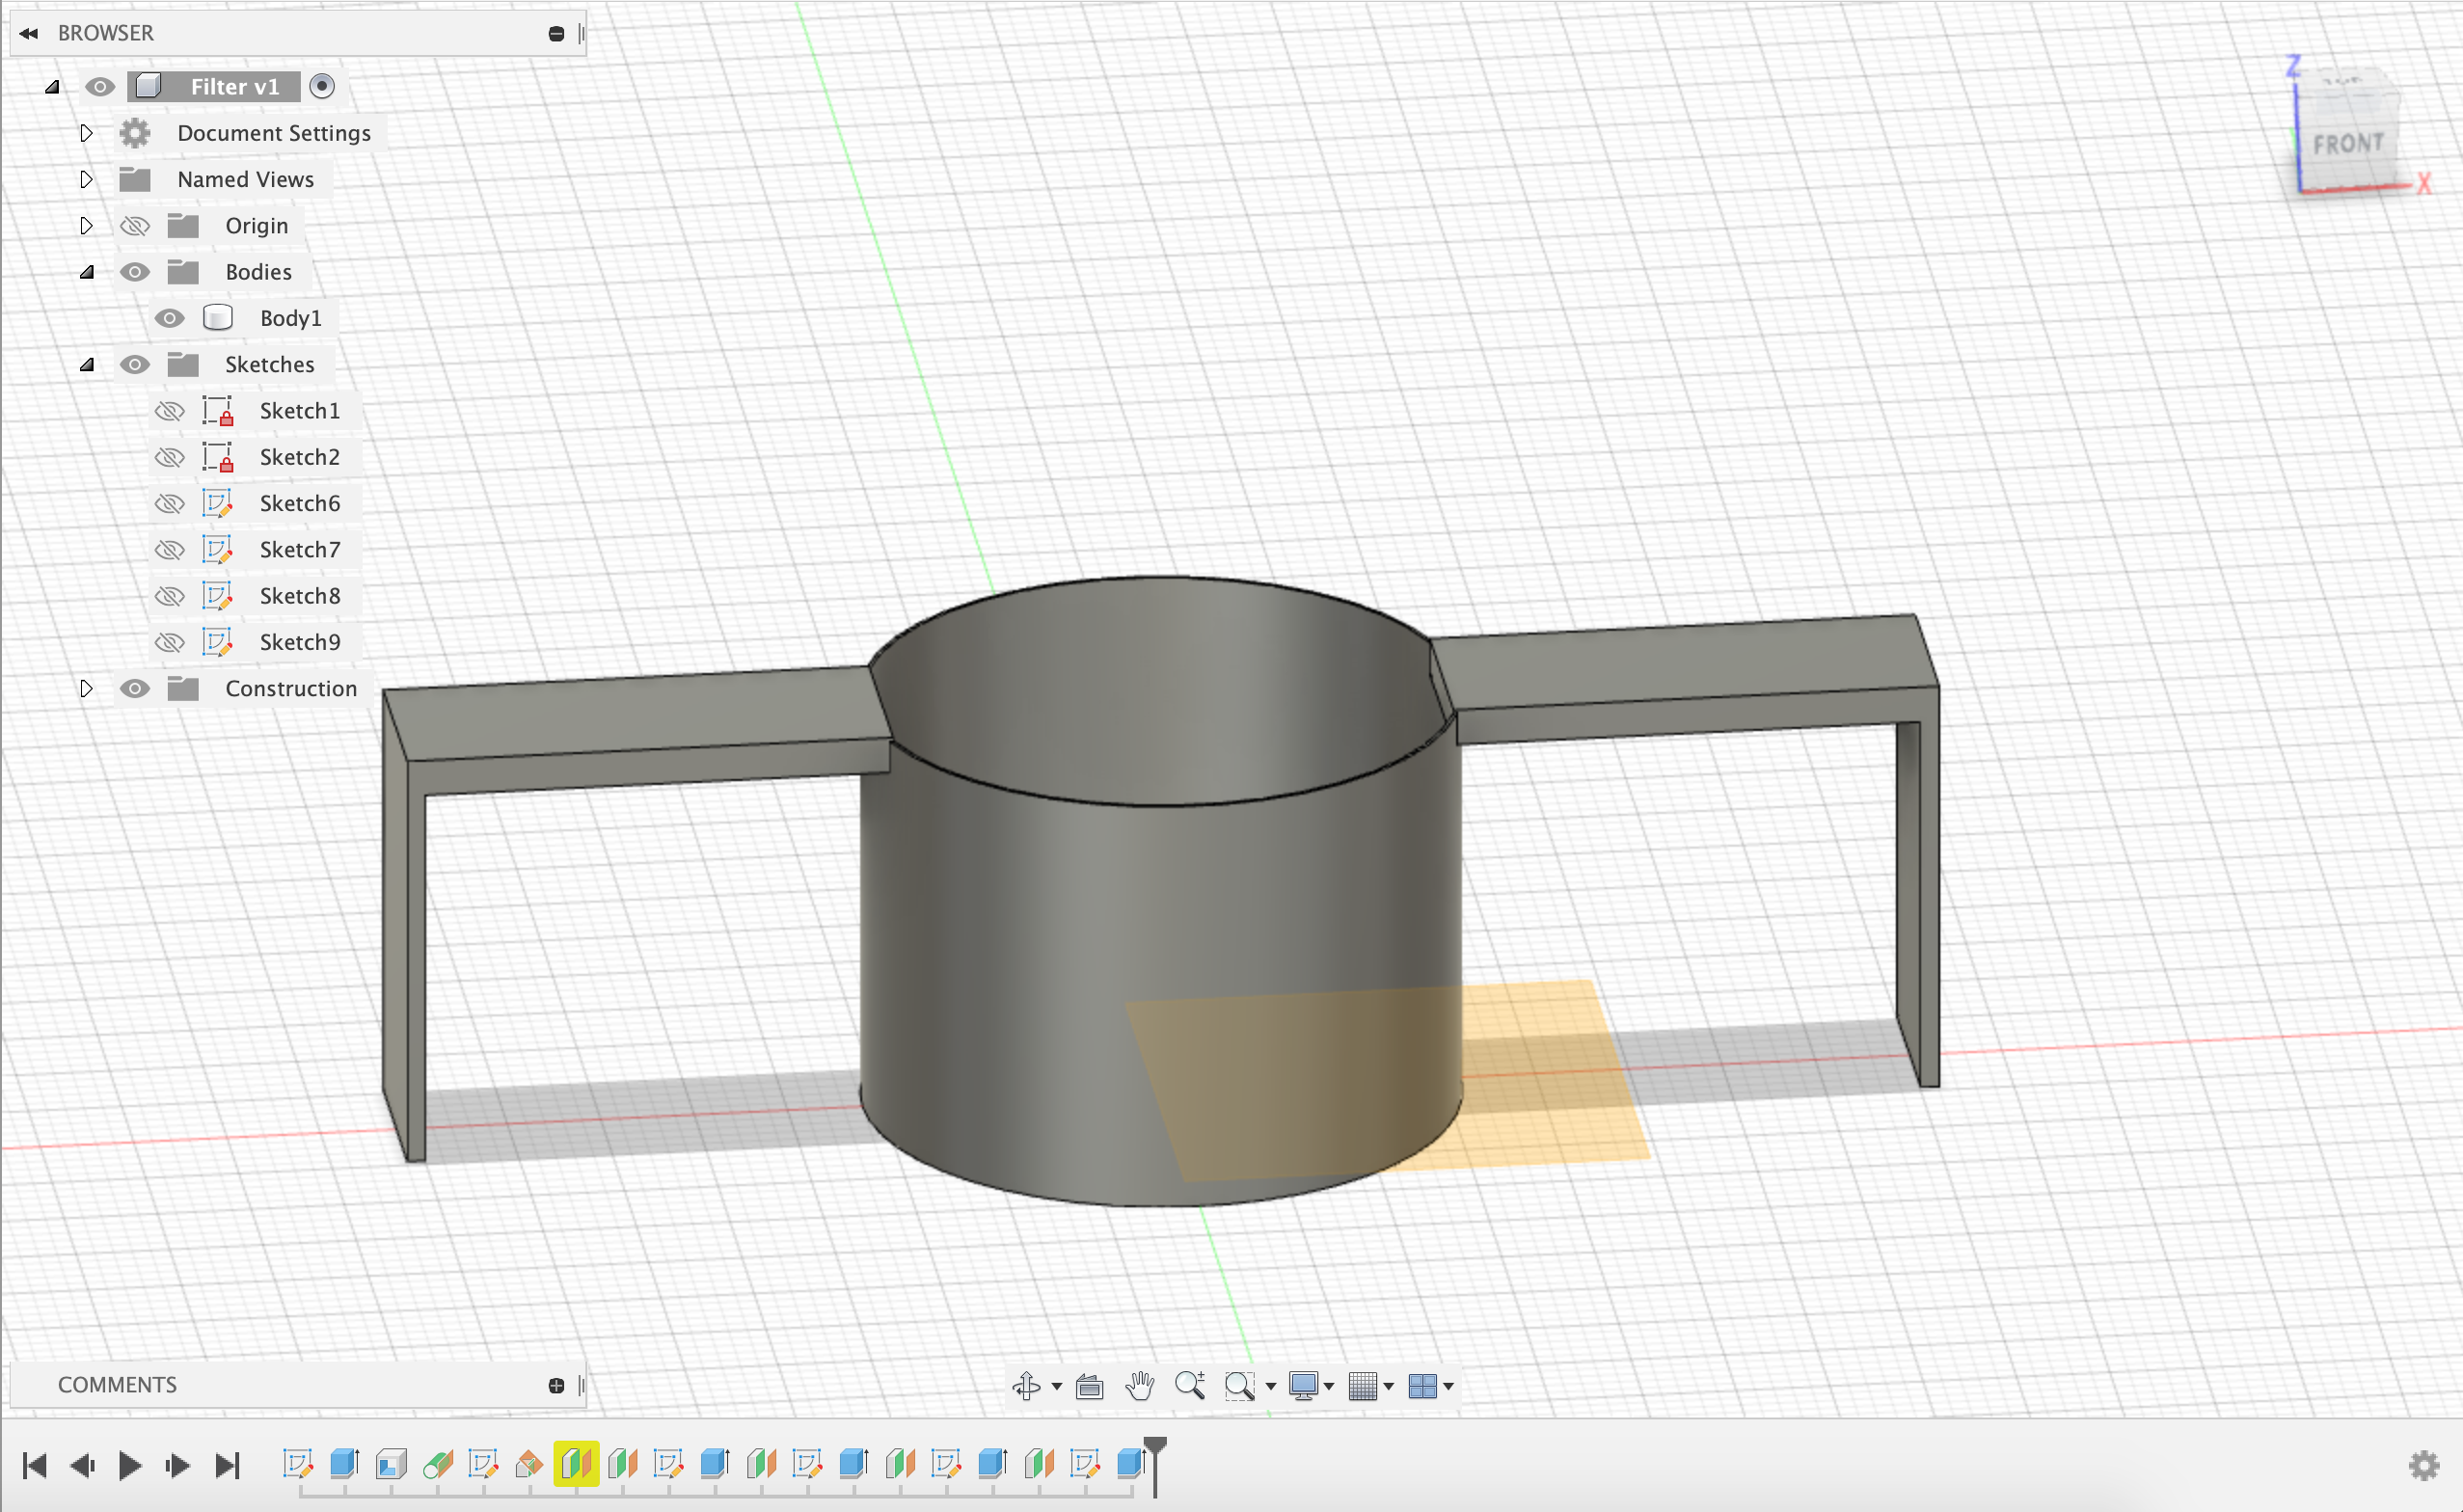 BROWSER
Filter v1
Document Settings
Named Views
Origin
Bodies
Body1
Sketches
Sketch1
Sketch2
Sketch6
Sketch7
Sketch8
Sketch9
Construction
Z
TOP
FRONT
X
COMMENTS